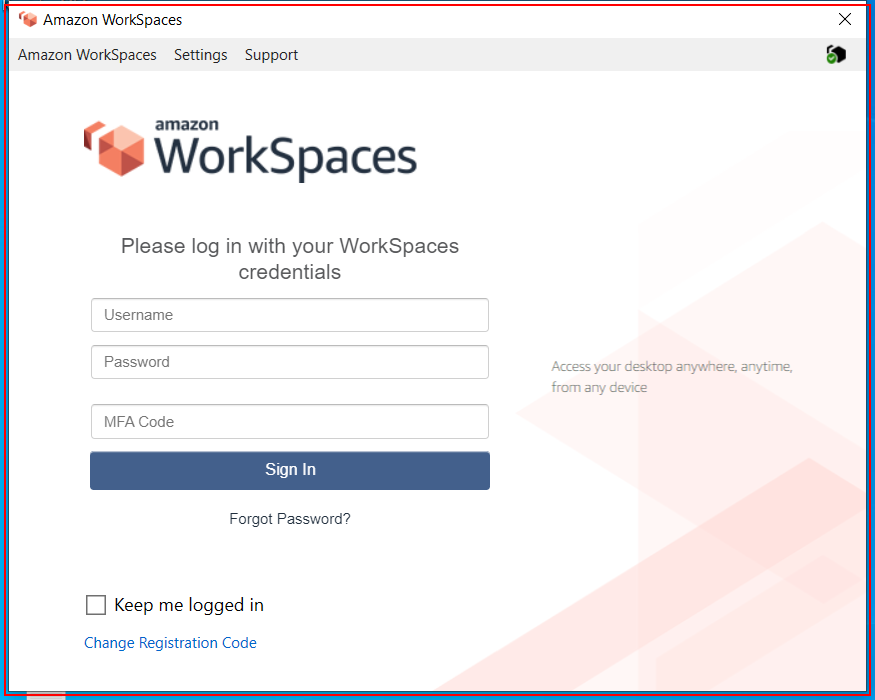 Amazon WorkSpaces
Amazon WorkSpaces Settings Support
amazon
WorkSpaces
Please log in with your WorkSpaces
credentials
Username
Password
Access your desktop anywhere, anytime,
from any device
MFA Code
Sign In
Forgot Password?
Keep me logged in
Change Registration Code